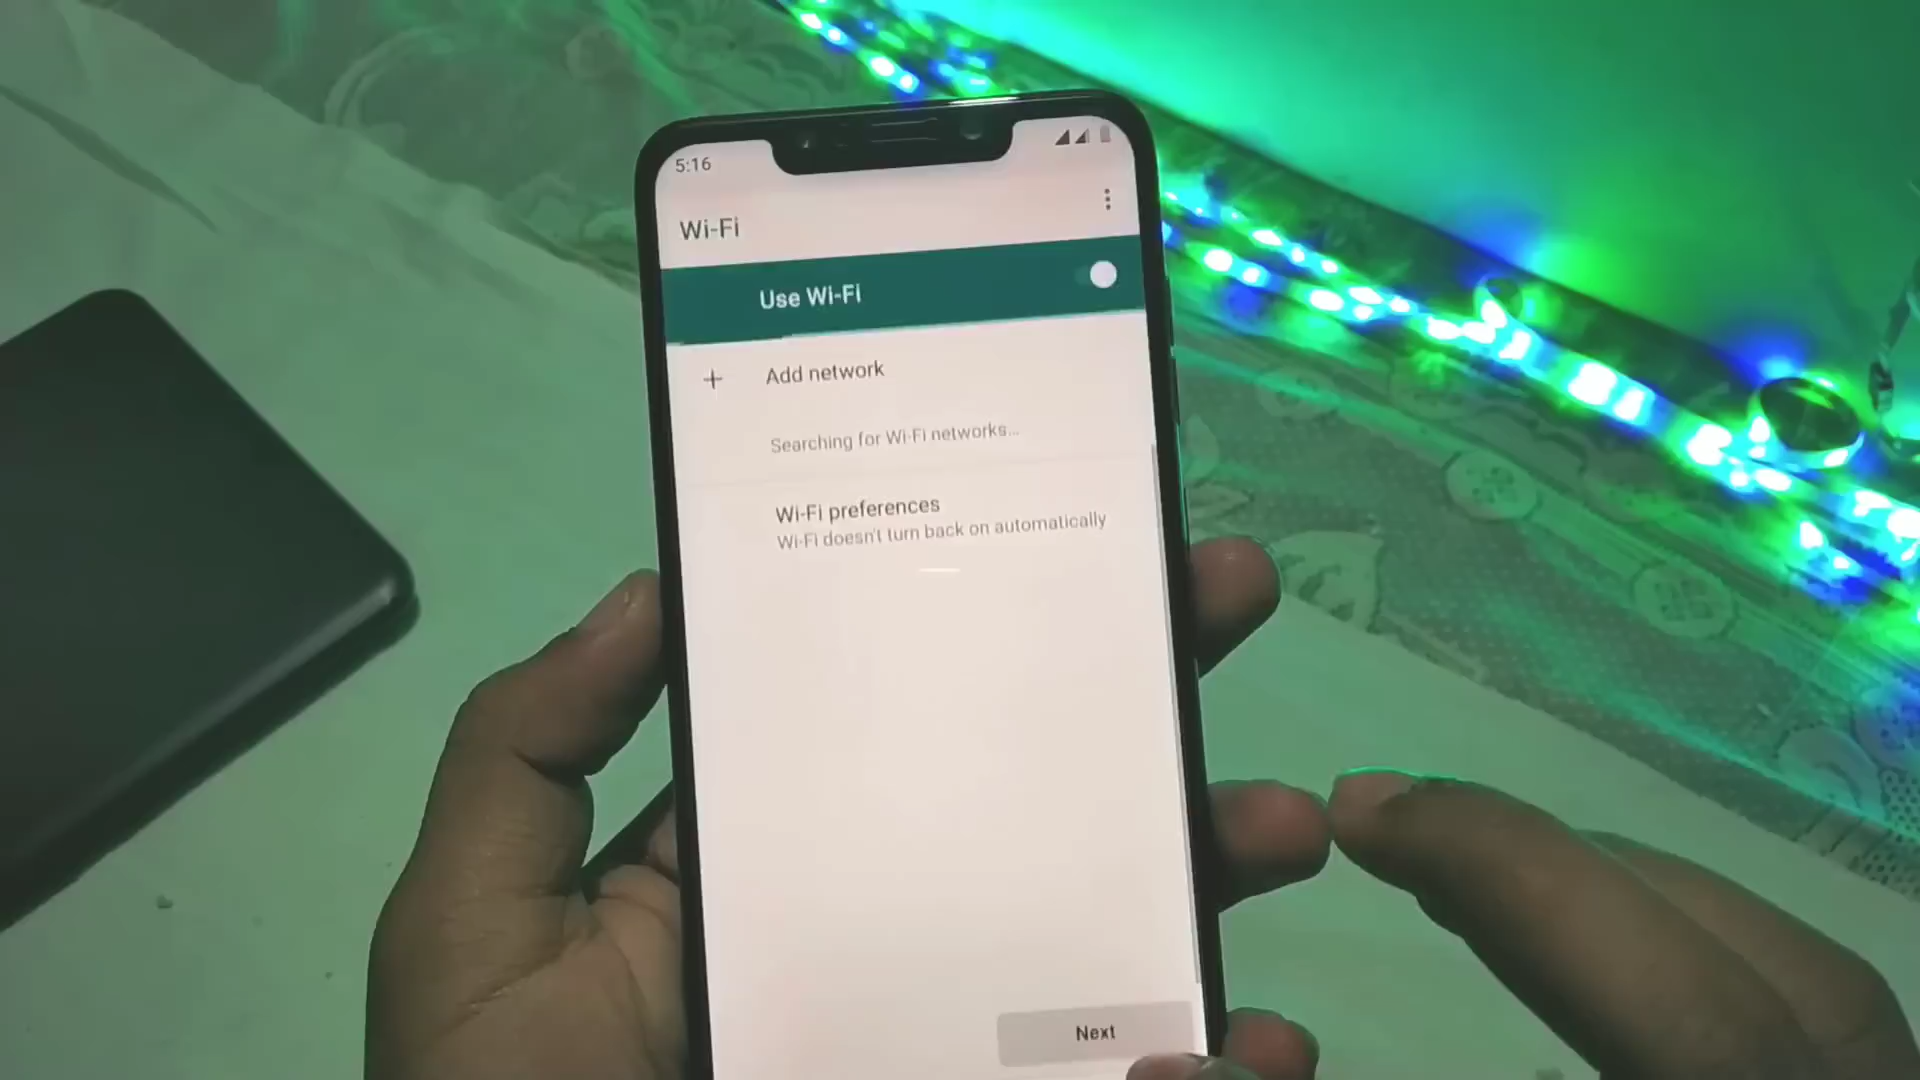 5:16
Wi-Fi
Use Wi-Fi
Add network
Searching for Wi-Fi networks...
Wi-Fi preferences
Wi-Fi doesn't turn back on automatically
Next